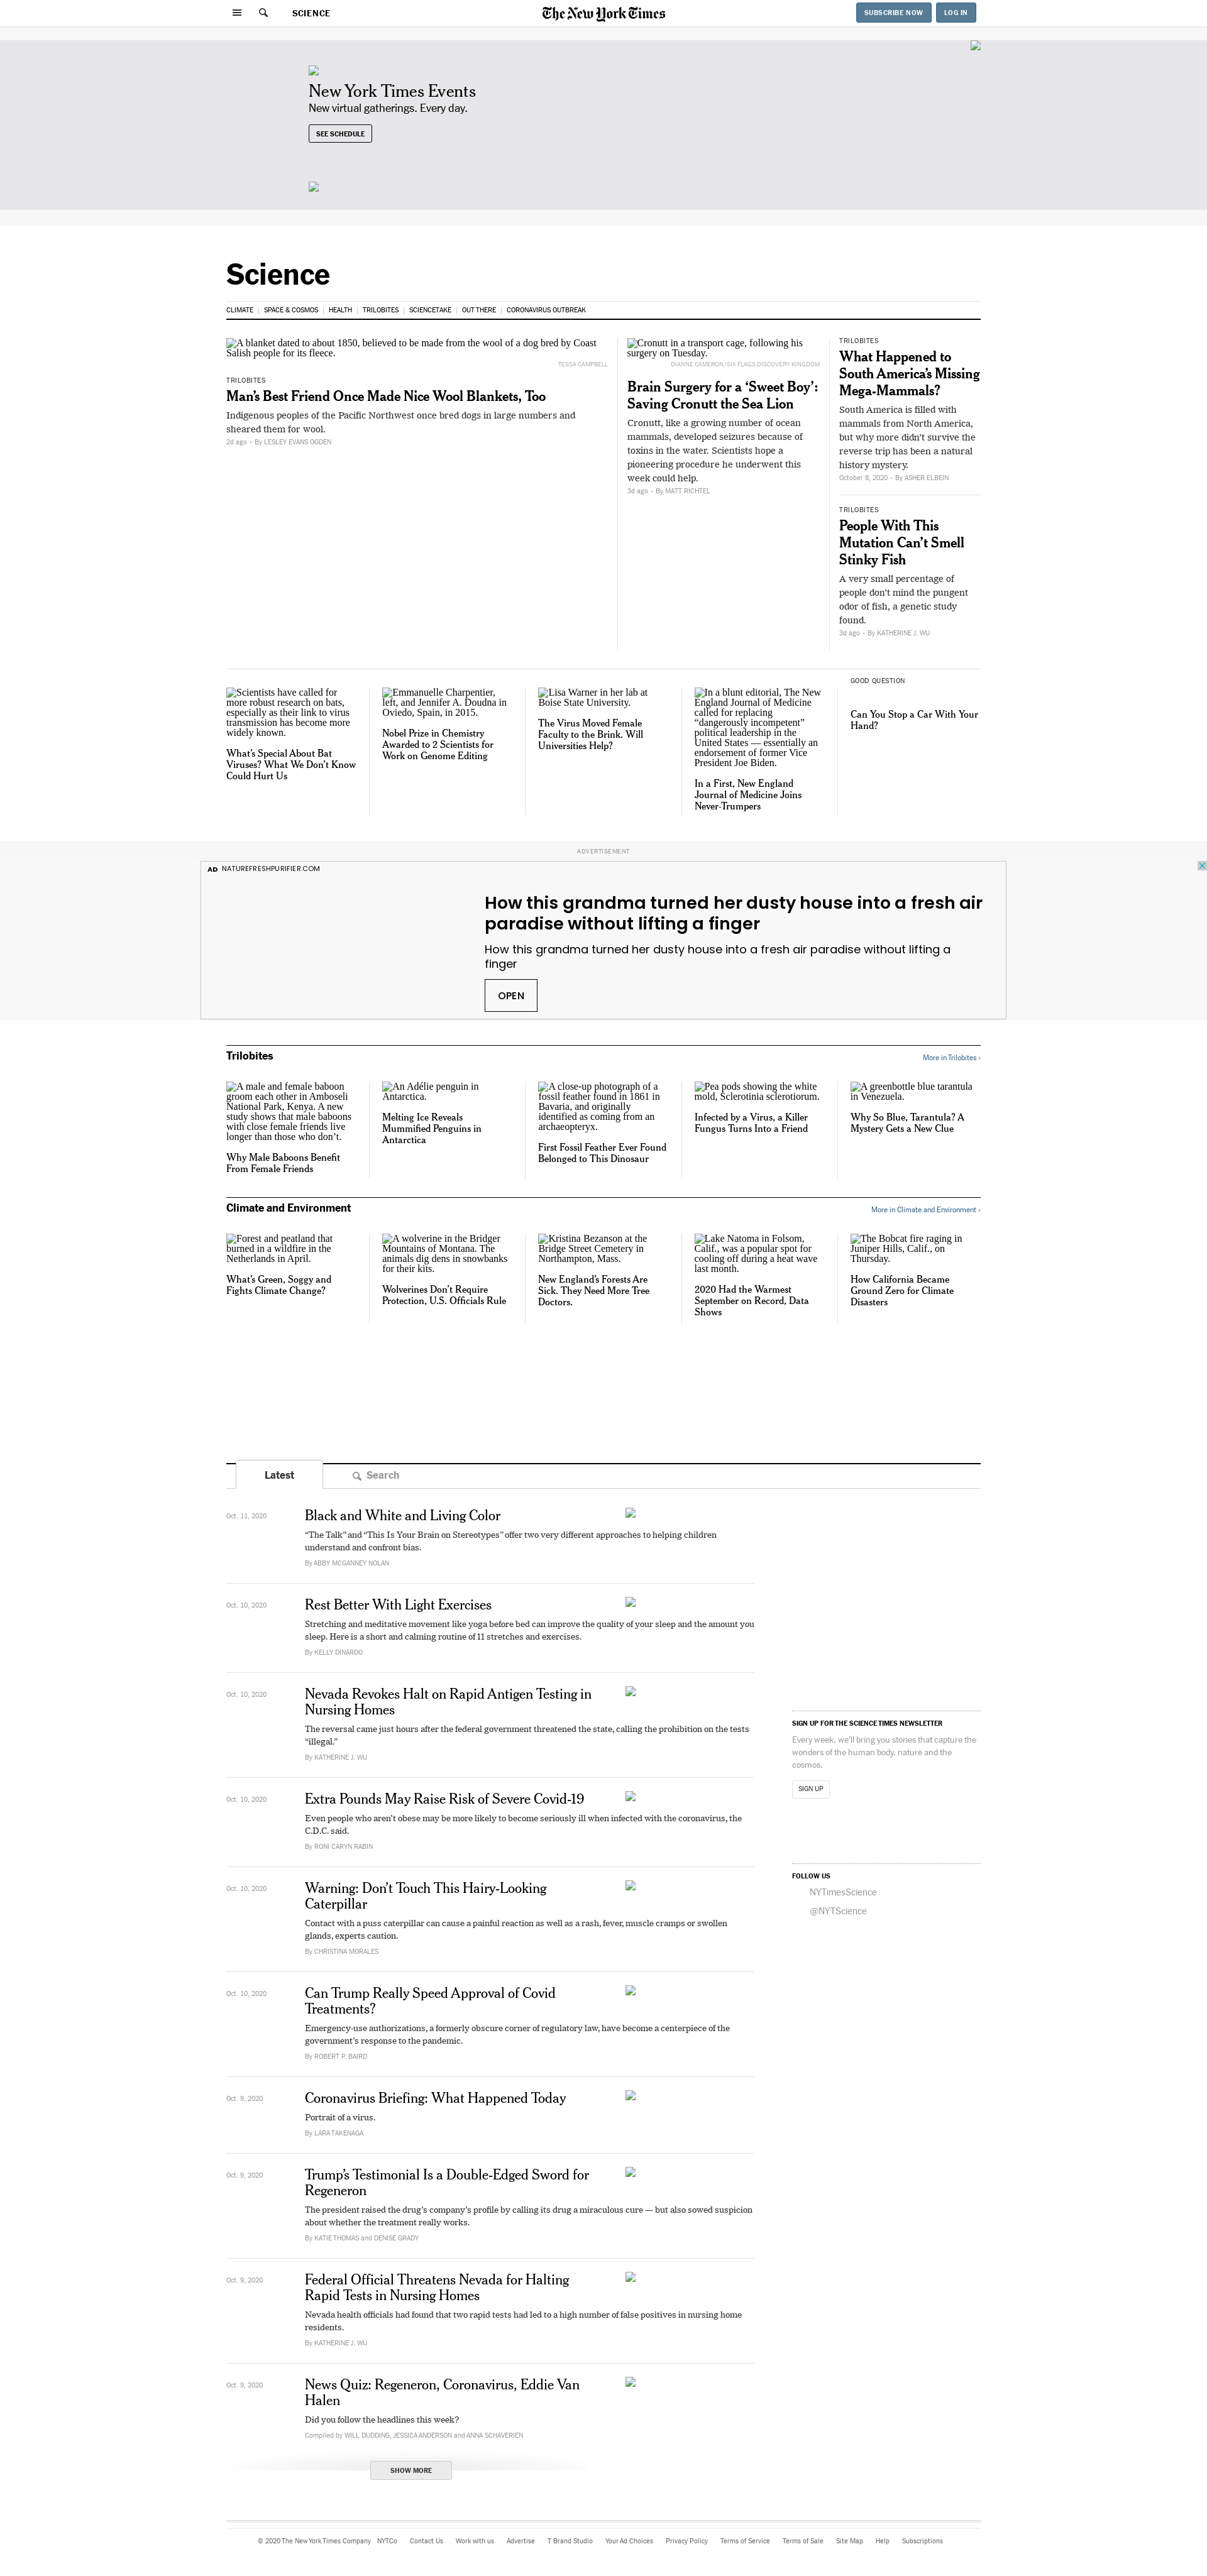 SCIENCE
The New York Times
SUBSCRIBE NOW
LOG IN
New York Times Events
New virtual gatherings. Every day.
SEE SCHEDULE
Science
CLIMATE
SPACE & COSMOS
HEALTH
TRILOBITES
SCIENCETAKE
OUT THERE
CORONAVIRUS OUTBREAK
A blanket dated to about 1850, believed to be made from the wool of a dog bred by Coast
Salish people for its fleece.
TESSA CAMPBELL
TRILOBITES
Man’s Best Friend Once Made Nice Wool Blankets, Too
Indigenous peoples of the Pacific Northwest once bred dogs in large numbers and
sheared them for wool.
2d ago • By LESLEY EVANS OGDEN
Cronutt in a transport cage, following his
surgery on Tuesday.
DIANNE CAMERON/SIX FLAGS DISCOVERY KINGDOM
Brain Surgery for a ‘Sweet Boy’:
Saving Cronutt the Sea Lion
Cronutt, like a growing number of ocean
mammals, developed seizures because of
toxins in the water. Scientists hope a
pioneering procedure he underwent this
week could help.
3d ago • By MATT RICHTEL
TRILOBITES
What Happened to
South America’s Missing
Mega-Mammals?
South America is filled with
mammals from North America,
but why more didn’t survive the
reverse trip has been a natural
history mystery.
October 8, 2020 • By ASHER ELBEIN
TRILOBITES
People With This
Mutation Can’t Smell
Stinky Fish
A very small percentage of
people don’t mind the pungent
odor of fish, a genetic study
found.
3d ago • By KATHERINE J. WU
Scientists have called for
more robust research on bats,
especially as their link to virus
transmission has become more
widely known.
What’s Special About Bat
Viruses? What We Don’t Know
Could Hurt Us
Emmanuelle Charpentier,
left, and Jennifer A. Doudna in
Oviedo, Spain, in 2015.
Nobel Prize in Chemistry
Awarded to 2 Scientists for
Work on Genome Editing
Lisa Warner in her lab at
Boise State University.
The Virus Moved Female
Faculty to the Brink. Will
Universities Help?
In a blunt editorial, The New
England Journal of Medicine
called for replacing
“dangerously incompetent”
political leadership in the
United States — essentially an
endorsement of former Vice
President Joe Biden.
In a First, New England
Journal of Medicine Joins
Never-Trumpers
GOOD QUESTION
Can You Stop a Car With Your
Hand?
ADVERTISEMENT
AD NATUREFRESHPURIFIER.COM
How this grandma turned her dusty house into a fresh air
paradise without lifting a finger
How this grandma turned her dusty house into a fresh air paradise without lifting a
finger
OPEN
Trilobites
More in Trilobites ›
A male and female baboon
groom each other in Amboseli
National Park, Kenya. A new
study shows that male baboons
with close female friends live
longer than those who don’t.
Why Male Baboons Benefit
From Female Friends
An Adélie penguin in
Antarctica.
Melting Ice Reveals
Mummified Penguins in
Antarctica
A close-up photograph of a
fossil feather found in 1861 in
Bavaria, and originally
identified as coming from an
archaeopteryx.
First Fossil Feather Ever Found
Belonged to This Dinosaur
Pea pods showing the white
mold, Sclerotinia sclerotiorum.
Infected by a Virus, a Killer
Fungus Turns Into a Friend
A greenbottle blue tarantula
in Venezuela.
Why So Blue, Tarantula? A
Mystery Gets a New Clue
Climate and Environment
More in Climate and Environment ›
Forest and peatland that
burned in a wildfire in the
Netherlands in April.
What’s Green, Soggy and
Fights Climate Change?
A wolverine in the Bridger
Mountains of Montana. The
animals dig dens in snowbanks
for their kits.
Wolverines Don’t Require
Protection, U.S. Officials Rule
Kristina Bezanson at the
Bridge Street Cemetery in
Northampton, Mass.
New England’s Forests Are
Sick. They Need More Tree
Doctors.
Lake Natoma in Folsom,
Calif., was a popular spot for
cooling off during a heat wave
last month.
2020 Had the Warmest
September on Record, Data
Shows
The Bobcat fire raging in
Juniper Hills, Calif., on
Thursday.
How California Became
Ground Zero for Climate
Disasters
Latest
Search
Oct. 11, 2020
Black and White and Living Color
“The Talk” and “This Is Your Brain on Stereotypes” offer two very different approaches to helping children
understand and confront bias.
By ABBY MCGANNEY NOLAN
Oct. 10, 2020
Rest Better With Light Exercises
Stretching and meditative movement like yoga before bed can improve the quality of your sleep and the amount you
sleep. Here is a short and calming routine of 11 stretches and exercises.
By KELLY DINARDO
Oct. 10, 2020
Nevada Revokes Halt on Rapid Antigen Testing in
Nursing Homes
The reversal came just hours after the federal government threatened the state, calling the prohibition on the tests
“illegal.”
By KATHERINE J. WU
Oct. 10, 2020
Extra Pounds May Raise Risk of Severe Covid-19
Even people who aren’t obese may be more likely to become seriously ill when infected with the coronavirus, the
C.D.C. said.
By RONI CARYN RABIN
Oct. 10, 2020
Warning: Don’t Touch This Hairy-Looking
Caterpillar
Contact with a puss caterpillar can cause a painful reaction as well as a rash, fever, muscle cramps or swollen
glands, experts caution.
By CHRISTINA MORALES
Oct. 10, 2020
Can Trump Really Speed Approval of Covid
Treatments?
Emergency-use authorizations, a formerly obscure corner of regulatory law, have become a centerpiece of the
government’s response to the pandemic.
By ROBERT P. BAIRD
Oct. 9, 2020
Coronavirus Briefing: What Happened Today
Portrait of a virus.
By LARA TAKENAGA
Oct. 9, 2020
Trump’s Testimonial Is a Double-Edged Sword for
Regeneron
The president raised the drug’s company’s profile by calling its drug a miraculous cure — but also sowed suspicion
about whether the treatment really works.
By KATIE THOMAS and DENISE GRADY
Oct. 9, 2020
Federal Official Threatens Nevada for Halting
Rapid Tests in Nursing Homes
Nevada health officials had found that two rapid tests had led to a high number of false positives in nursing home
residents.
By KATHERINE J. WU
Oct. 9, 2020
News Quiz: Regeneron, Coronavirus, Eddie Van
Halen
Did you follow the headlines this week?
Compiled by WILL DUDDING, JESSICA ANDERSON and ANNA SCHAVERIEN
SHOW MORE
SIGN UP FOR THE SCIENCE TIMES NEWSLETTER
Every week, we’ll bring you stories that capture the
wonders of the human body, nature and the
cosmos.
SIGN UP
FOLLOW US
NYTimesScience
@NYTScience
© 2020 The New York Times Company
NYTCo
Contact Us
Work with us
Advertise
T Brand Studio
Your Ad Choices
Privacy Policy
Terms of Service
Terms of Sale
Site Map
Help
Subscriptions